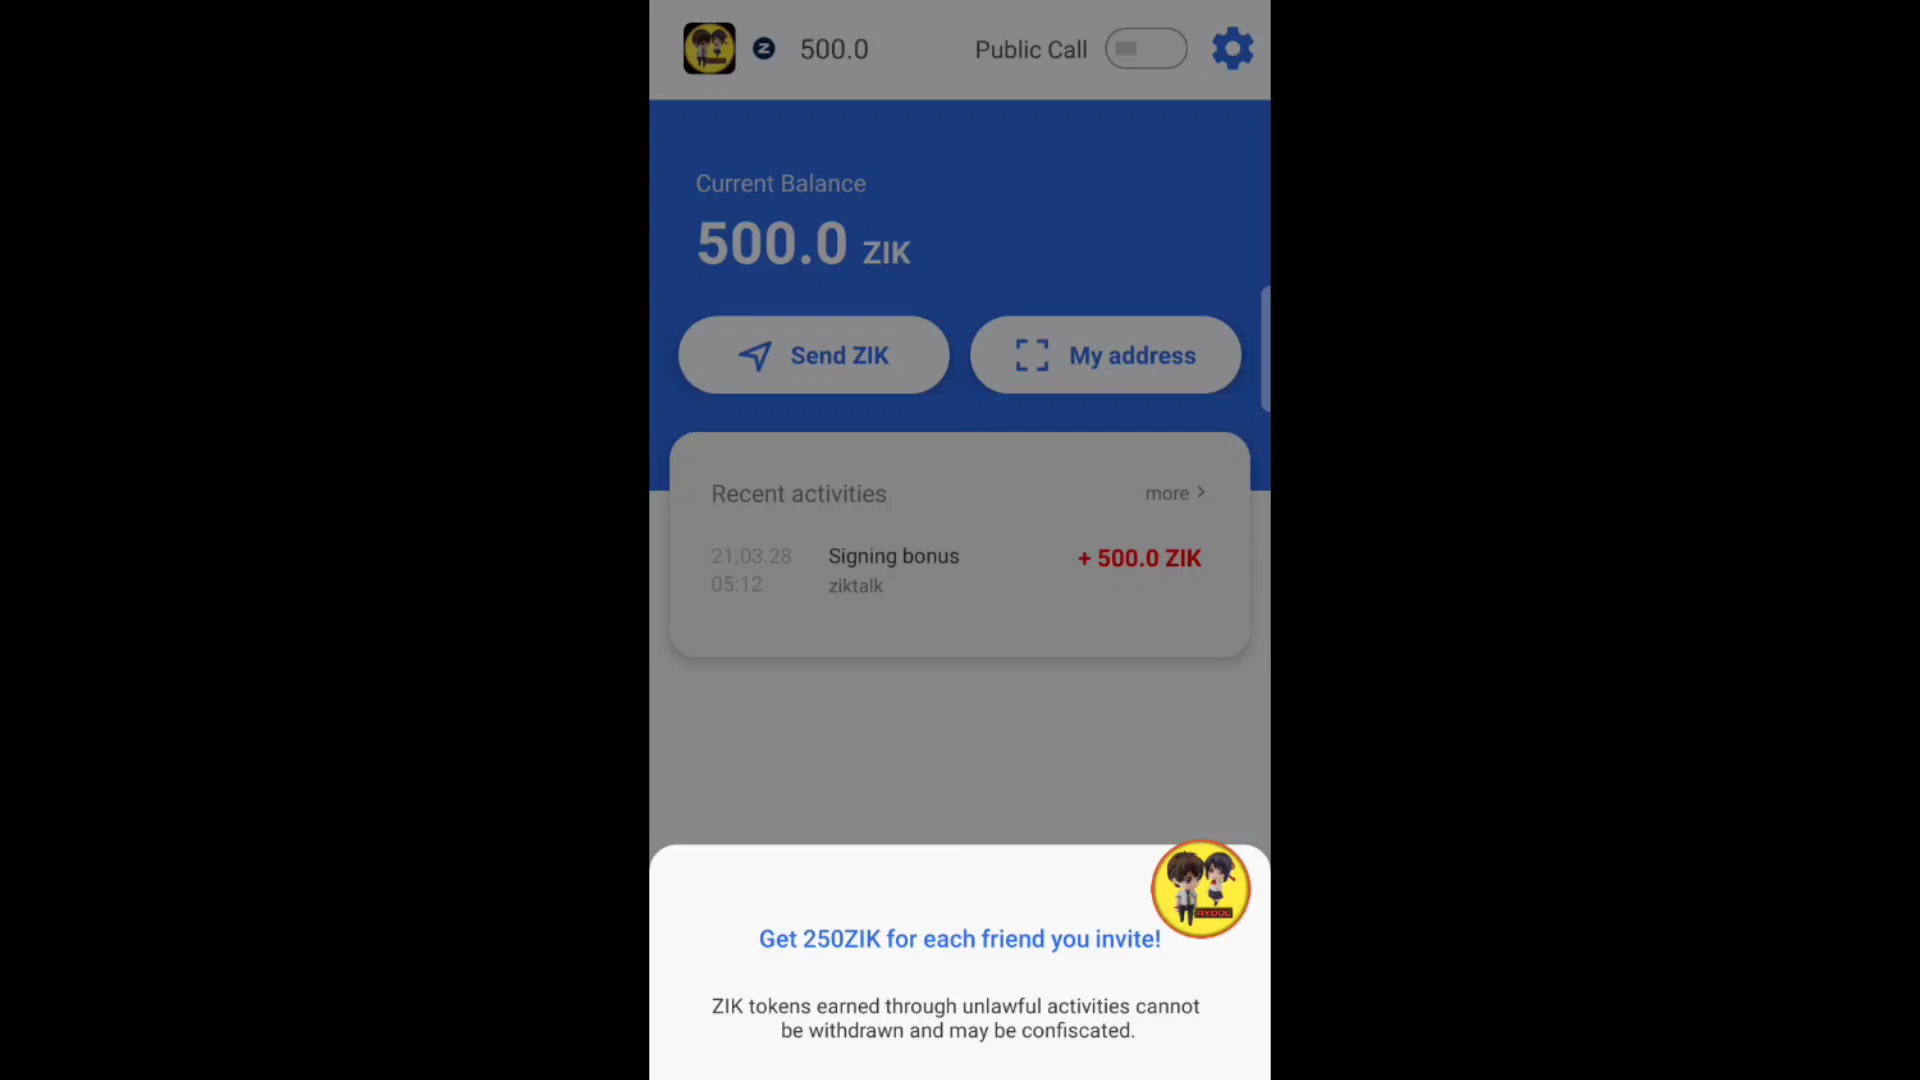 500.0 Public Call
Current Balance
500.0 ZIK
Send ZIK My address
Recent activities more
21.03.28 Signing bonus + 500.0 ZIK
05:12 ziktalk
Get 250ZIK for each friend you invite!
ZIK tokens earned through unlawful activities cannot
be withdrawn and may be confiscated.